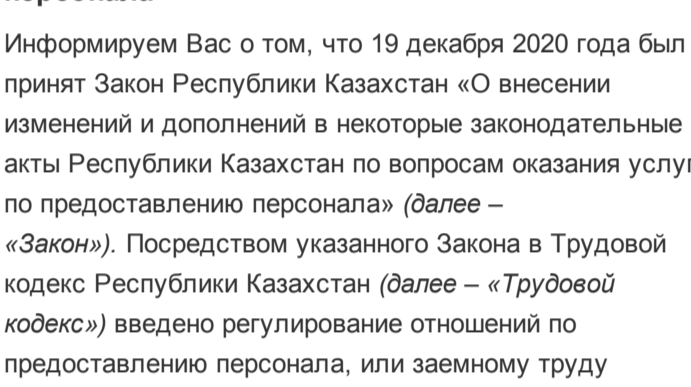 Информируем Вас о том, что 19 декабря 2020 года был
принят Закон Республики Казахстан «О внесении
изменений и дополнений в некоторые законодательные
акты Республики Казахстан по вопросам оказания услуг
по предоставлению персонала» (далее –
«Закон»). Посредством указанного Закона в Трудовой
кодекс Республики Казахстан (далее – «Трудовой
кодекс») введено регулирование отношений по
предоставлению персонала, или заемному труду